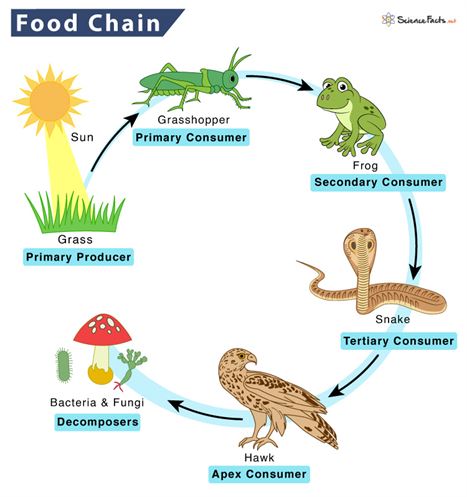 Food Chain
ScienceFacts.net
Sun
Grasshopper
Primary Consumer
Frog
Secondary Consumer
Grass
Primary Producer
Snake
Tertiary Consumer
Bacteria & Fungi
Decomposers
Hawk
Apex Consumer